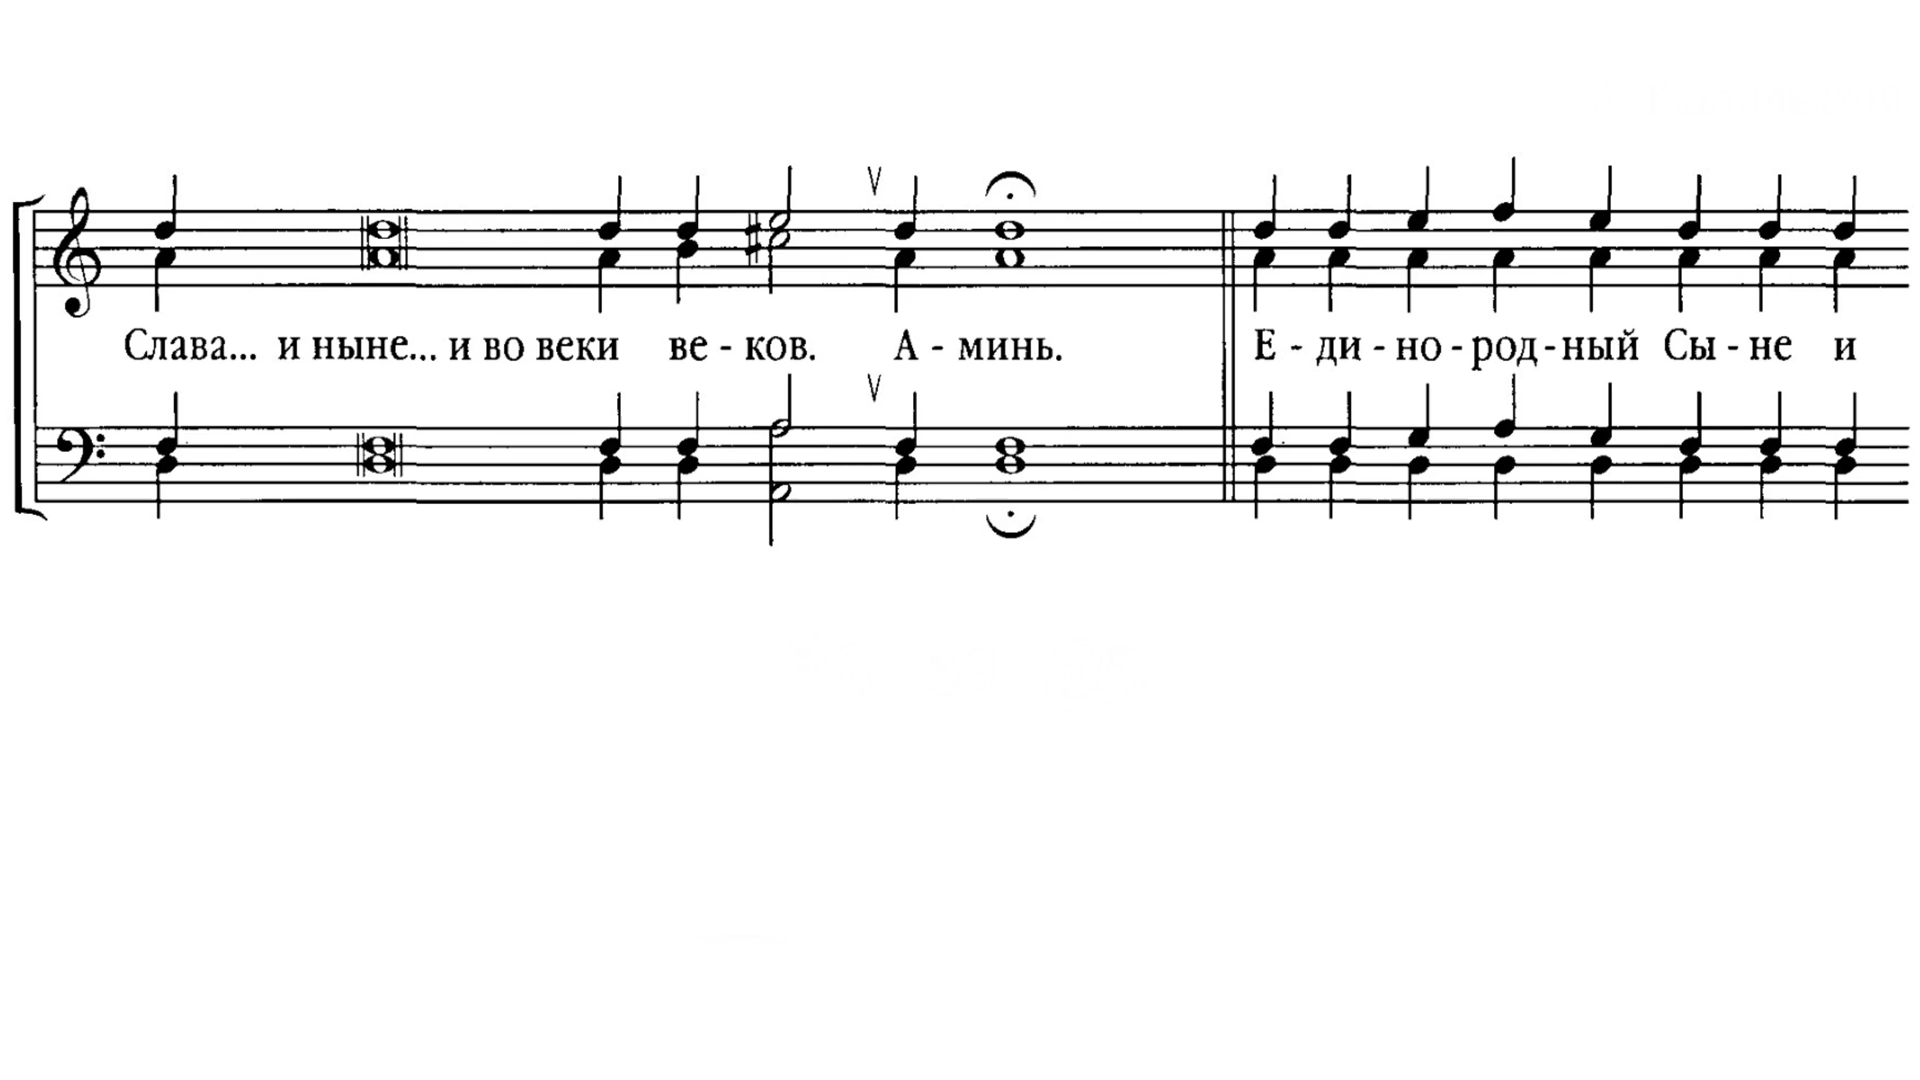 Слава... и ныне... и во веки ве - ков. А - минь. Е - ди - но - род - ный Сы - не и